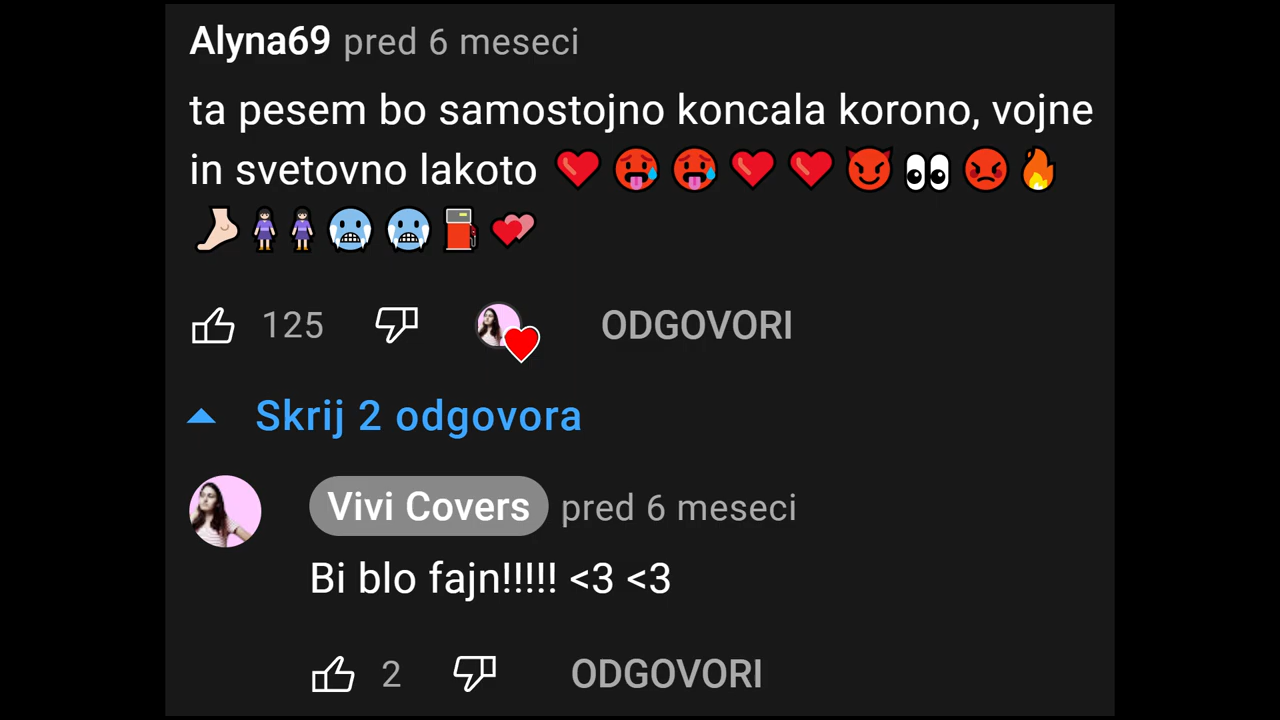 Alyna69 pred 6 meseci
ta pesem bo samostojno koncala korono, vojne
in svetovno lakoto ❤️🥵🥵❤️❤️😈👀😡🔥
🦶🏻🧍🏻‍♀️🧍🏻‍♀️🥶🥶⛽💕
125 ODGOVORI
Skrij 2 odgovora
Vivi Covers pred 6 meseci
Bi blo fajn!!!!! <3 <3
2 ODGOVORI